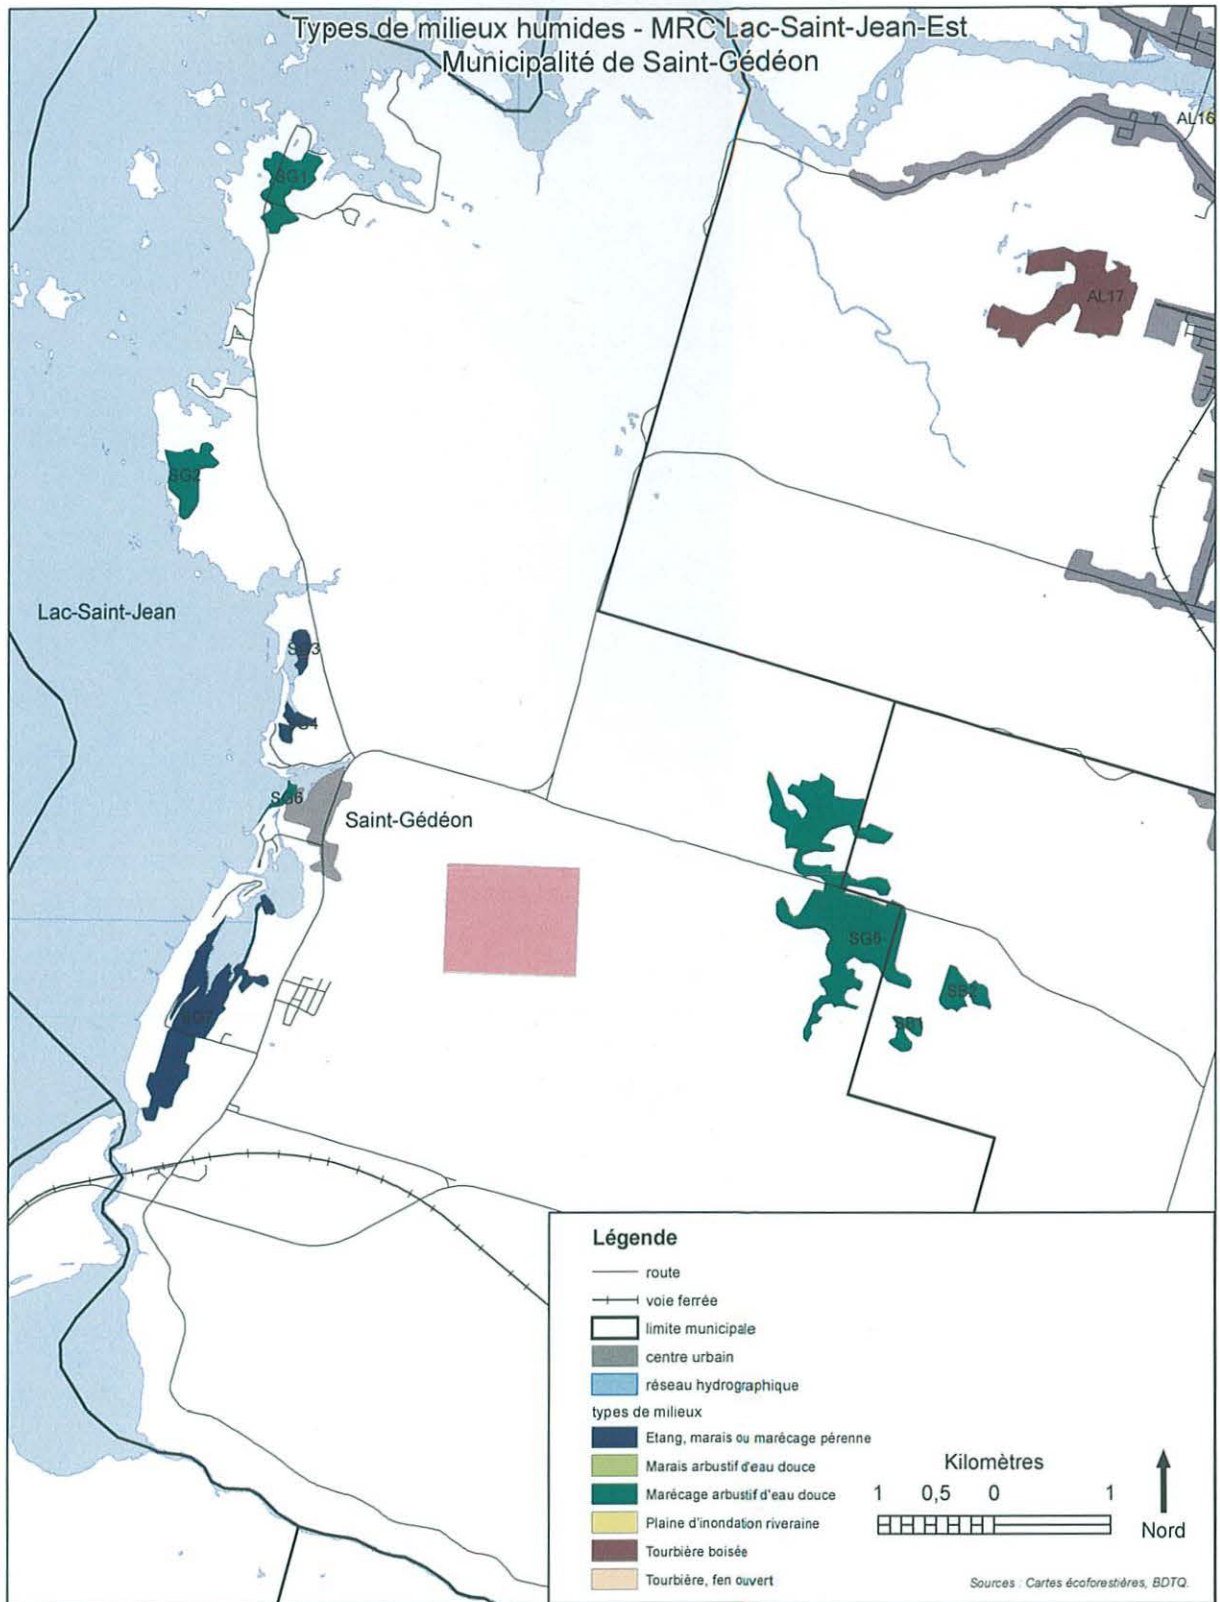 Types de milieux humides - MRC Lac-Saint-Jean-Est
Municipalité de Saint-Gédéon
AL16
SG1
AL17
SG2
Lac-Saint-Jean
SG6
Saint-Gédéon
SG5
SB2
SB1
SG7
Légende
route
voie ferrée
limite municipale
centre urbain
réseau hydrographique
types de milieux
Etang, marais ou marécage pérenne
Marais arbustif d'eau douce
Marécage arbustif d'eau douce
Plaine d'inondation riveraine
Tourbière boisée
Tourbière, fen ouvert
Kilomètres
1 0,5 0 1
Nord
Sources : Cartes écoforestières, BDTQ.